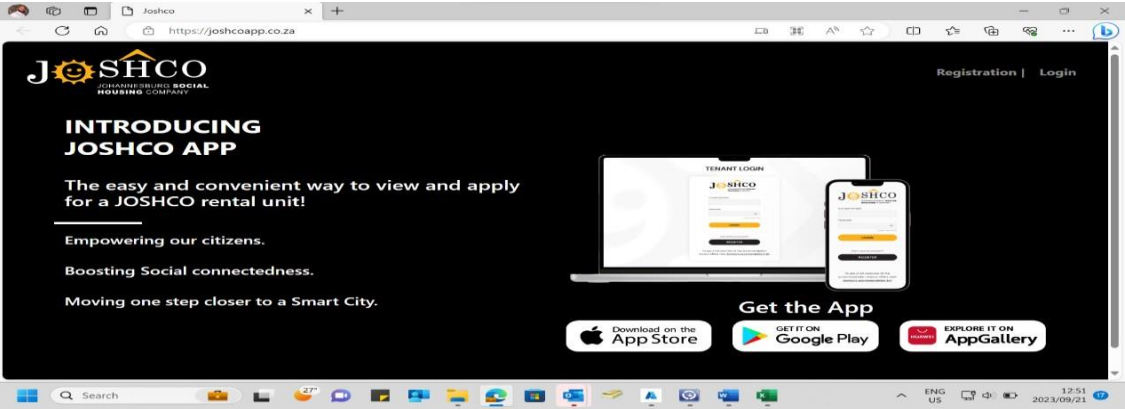 Joshco
https://joshcoapp.co.za
JOSHCO
JOHANNESBURG SOCIAL
HOUSING COMPANY
Registration | Login
INTRODUCING
JOSHCO APP
The easy and convenient way to view and apply
for a JOSHCO rental unit!
Empowering our citizens.
Boosting Social connectedness.
Moving one step closer to a Smart City.
TENANT LOGIN
JOSHCO
JOSHCO
Get the App
Download on the
App Store
GET IT ON
Google Play
HUAWEI
EXPLORE IT ON
AppGallery
Search
27°
ENG
US
12:51
2023/09/21
17